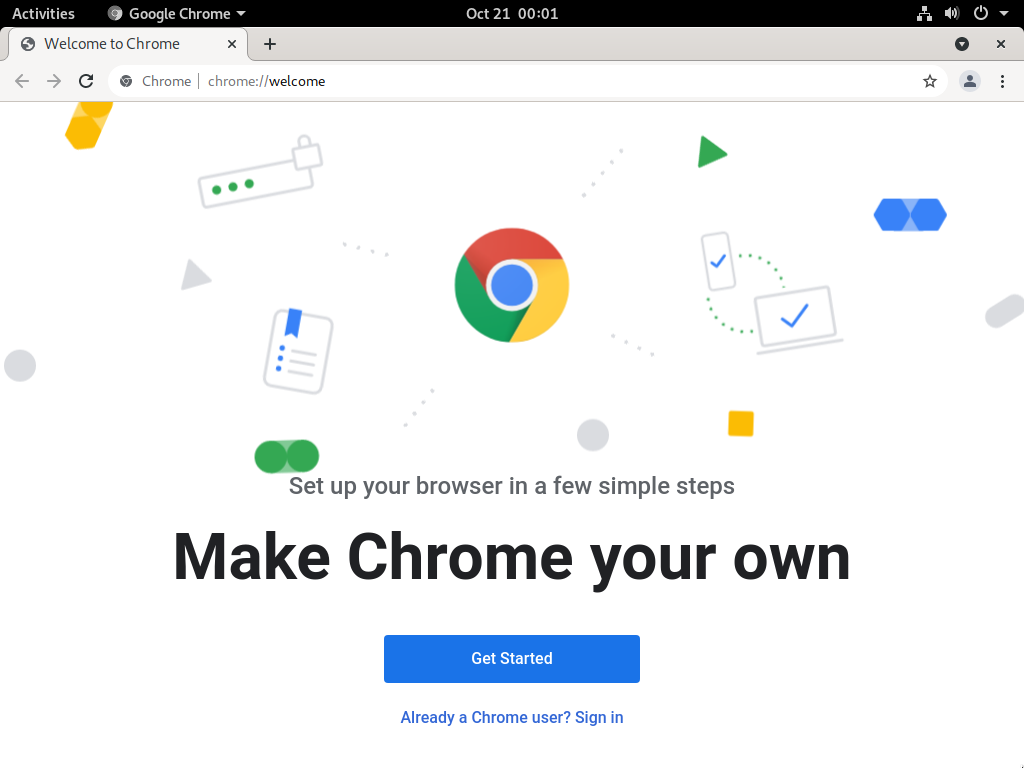 Activities Google Chrome Oct 21 00:01
Welcome to Chrome
Chrome chrome://welcome
Set up your browser in a few simple steps
Make Chrome your own
Get Started
Already a Chrome user? Sign in